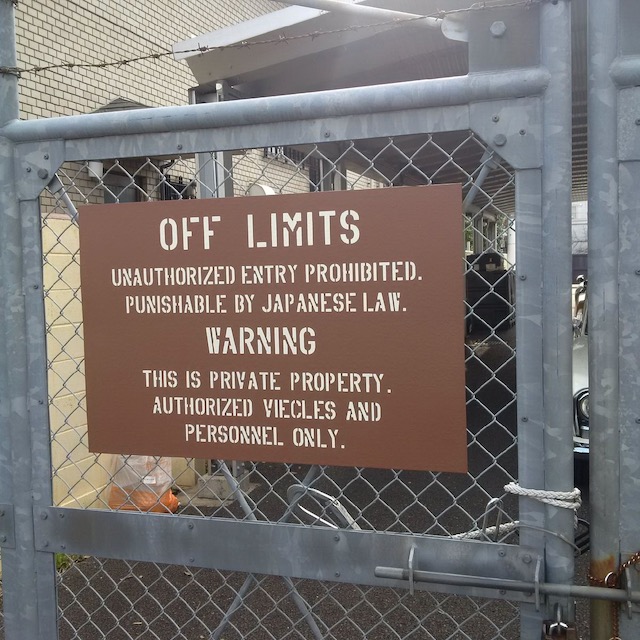 OFF LIMITS
UNAUTHORIZED ENTRY PROHIBITED.
PUNISHABLE BY JAPANESE LAW.
WARNING
THIS IS PRIVATE PROPERTY.
AUTHORIZED VIECLES AND
PERSONNEL ONLY.